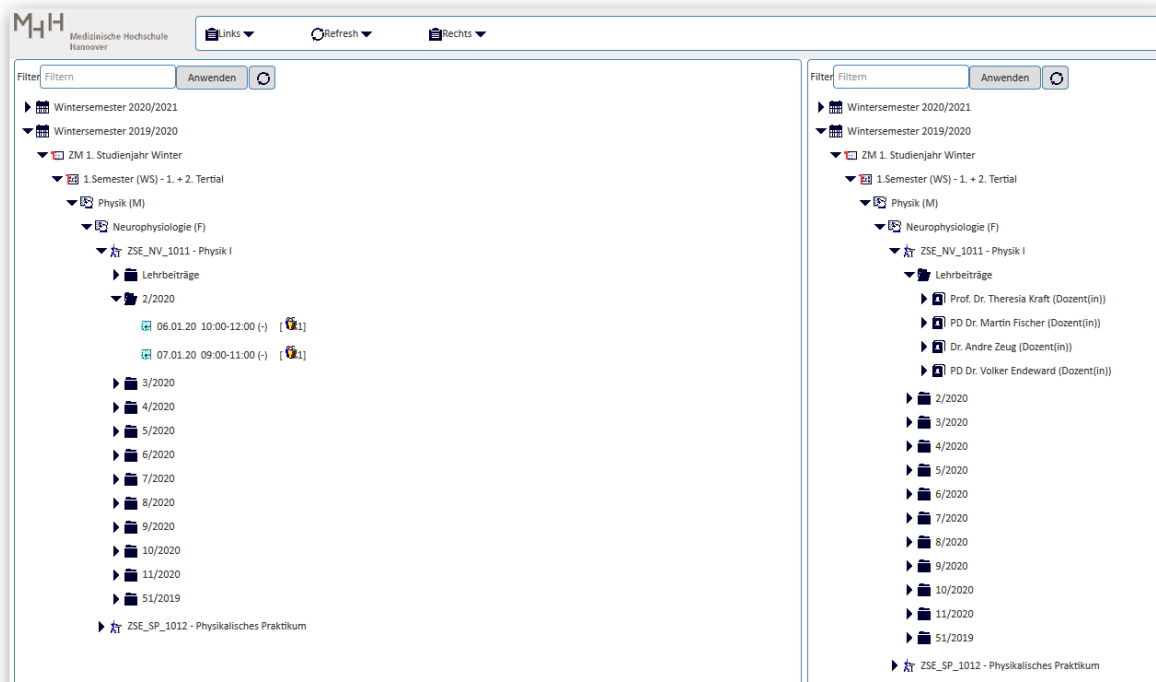 MHH
Medizinische Hochschule
Hannover
Links
Refresh
Rechts
Filter Filtern Anwenden
Wintersemester 2020/2021
Wintersemester 2019/2020
ZM 1. Studienjahr Winter
1.Semester (WS) - 1. + 2. Tertial
Physik (M)
Neurophysiologie (F)
ZSE_NV_1011 - Physik I
Lehrbeiträge
2/2020
06.01.20 10:00-12:00 (-) [ 1]
07.01.20 09:00-11:00 (-) [ 1]
3/2020
4/2020
5/2020
6/2020
7/2020
8/2020
9/2020
10/2020
11/2020
51/2019
ZSE_SP_1012 - Physikalisches Praktikum
Filter Filtern Anwenden
Wintersemester 2020/2021
Wintersemester 2019/2020
ZM 1. Studienjahr Winter
1.Semester (WS) - 1. + 2. Tertial
Physik (M)
Neurophysiologie (F)
ZSE_NV_1011 - Physik I
Lehrbeiträge
Prof. Dr. Theresia Kraft (Dozent(in))
PD Dr. Martin Fischer (Dozent(in))
Dr. Andre Zeug (Dozent(in))
PD Dr. Volker Endeward (Dozent(in))
2/2020
3/2020
4/2020
5/2020
6/2020
7/2020
8/2020
9/2020
10/2020
11/2020
51/2019
ZSE_SP_1012 - Physikalisches Praktikum